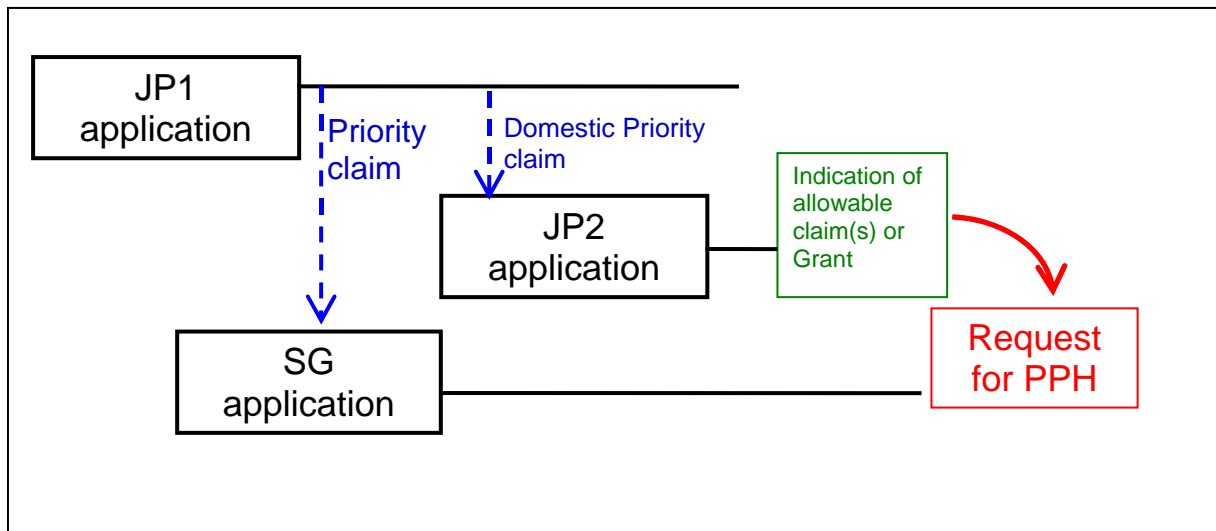 JP1
application
Priority
claim
Domestic Priority
claim
JP2
application
Indication of
allowable
claim(s) or
Grant
SG
application
Request
for PPH